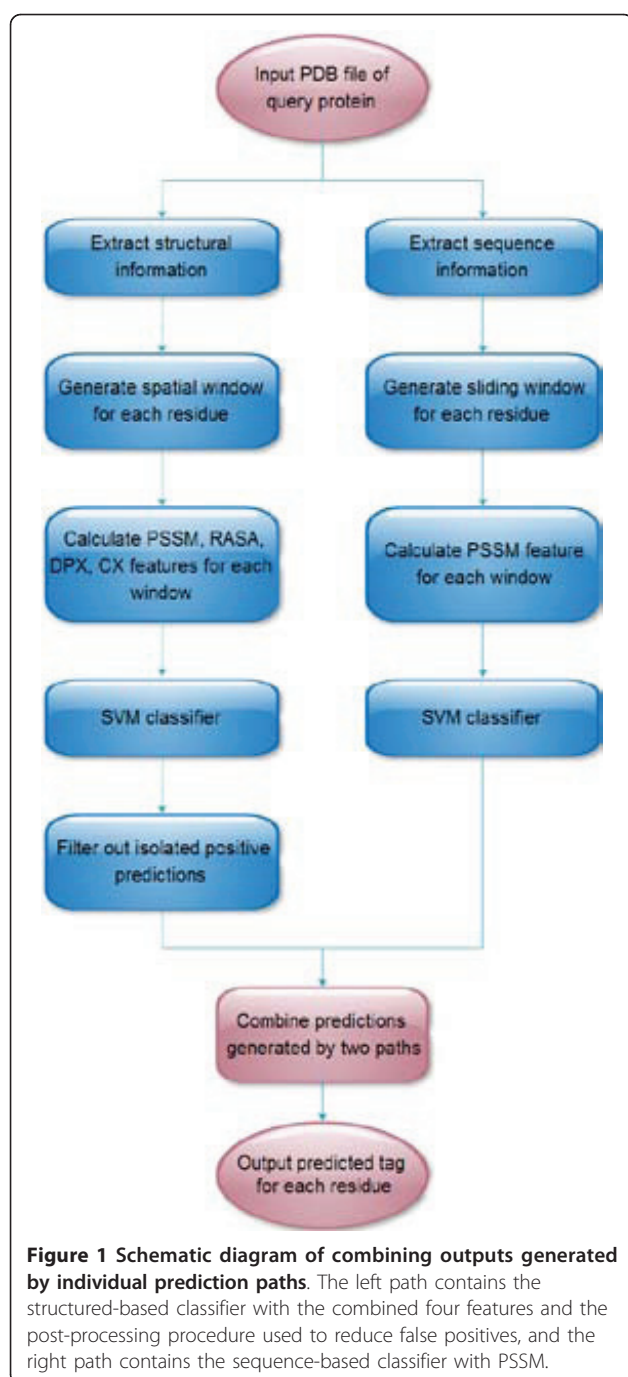 Input PDB file of
query protein
Extract structural
information
Extract sequence
information
Generate spatial window
for each residue
Generate sliding window
for each residue
Calculate PSSM, RASA,
DPX, CX features for each
window
Calculate PSSM feature
for each window
SVM classifier
SVM classifier
Filter out isolated positive
predictions
Combine predictions
generated by two paths
Output predicted tag
for each residue
Figure 1 Schematic diagram of combining outputs generated
by individual prediction paths. The left path contains the
structured-based classifier with the combined four features and the
post-processing procedure used to reduce false positives, and the
right path contains the sequence-based classifier with PSSM.